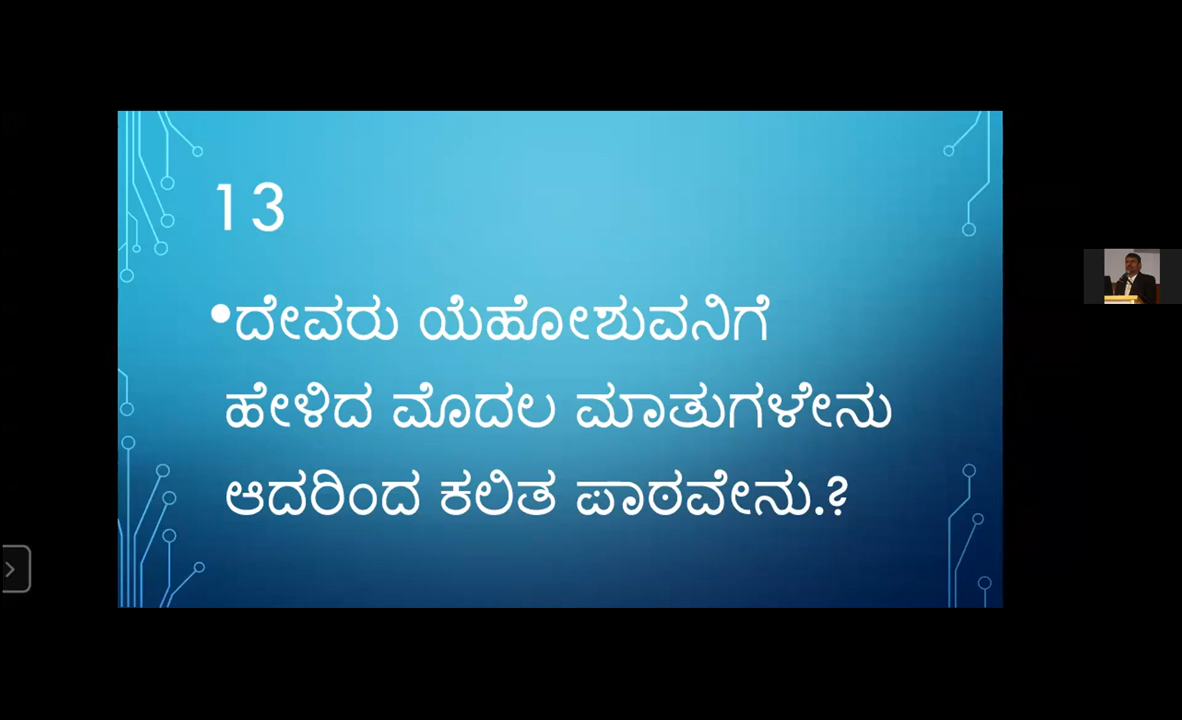 13
•ದೇವರು ಯೆಹೋಶುವನಿಗೆ
ಹೇಳಿದ ಮೊದಲ ಮಾತುಗಳೇನು
ಆದರಿಂದ ಕಲಿತ ಪಾಠವೇನು.?